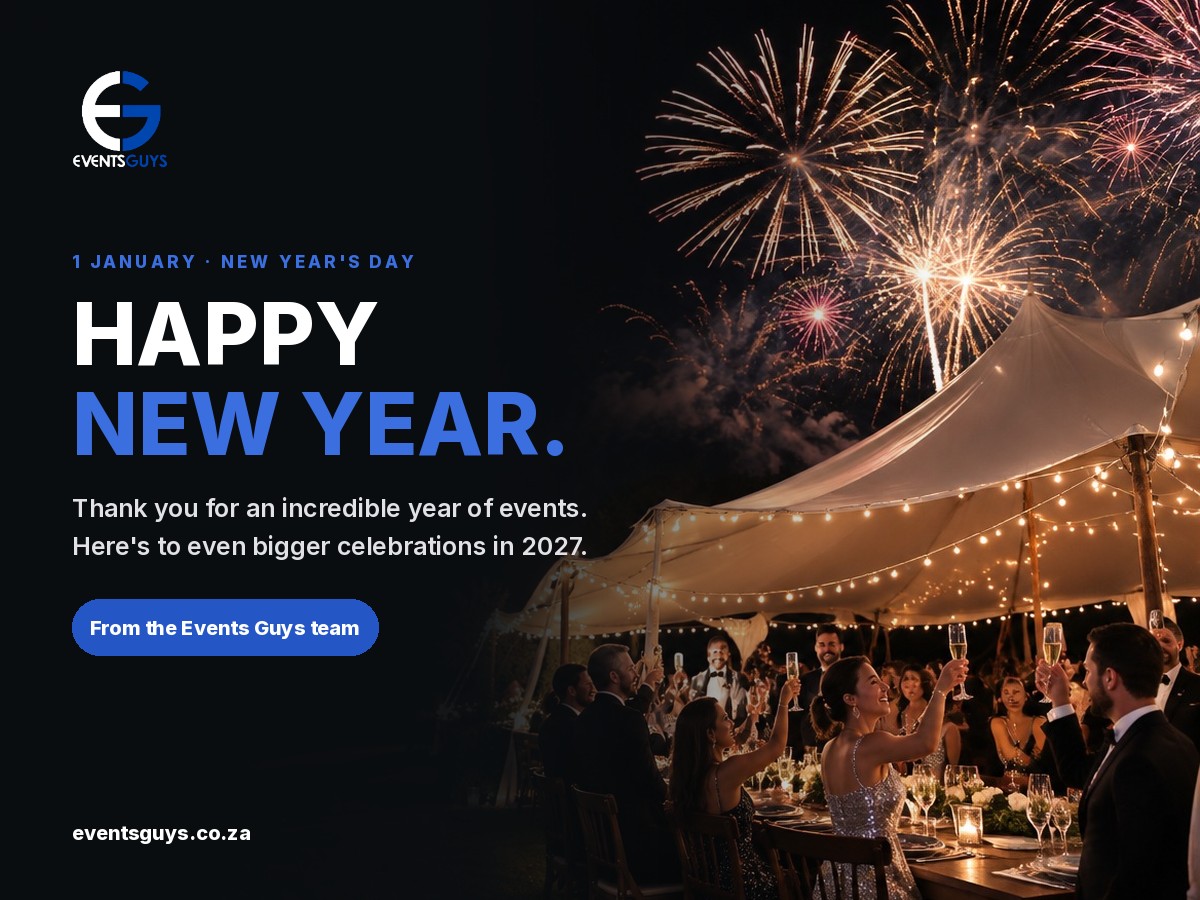 EVENTSGUYS
1 JANUARY · NEW YEAR'S DAY
HAPPY
NEW YEAR.
Thank you for an incredible year of events.
Here's to even bigger celebrations in 2027.
From the Events Guys team
eventsguys.co.za